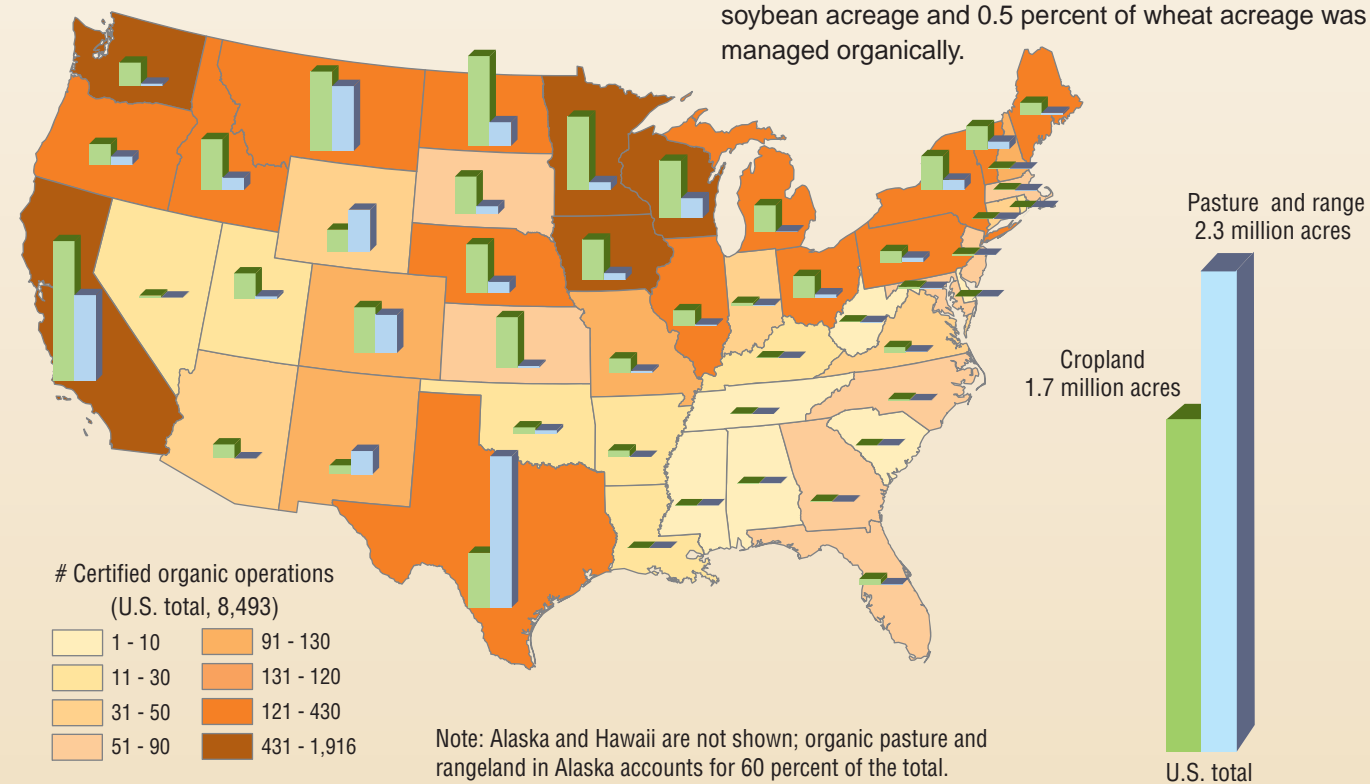 soybean acreage and 0.5 percent of wheat acreage was
managed organically.
Pasture and range
2.3 million acres
Cropland
1.7 million acres
U.S. total
# Certified organic operations
(U.S. total, 8,493)
1 - 10
11 - 30
31 - 50
51 - 90
91 - 130
131 - 120
121 - 430
431 - 1,916
Note: Alaska and Hawaii are not shown; organic pasture and
rangeland in Alaska accounts for 60 percent of the total.